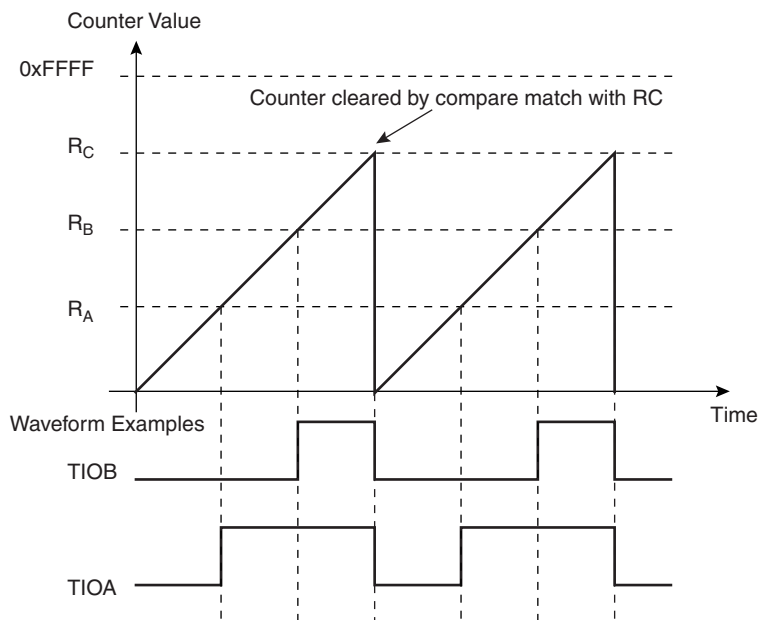 Counter Value
0xFFFF
Counter cleared by compare match with RC
RC
RB
RA
Time
Waveform Examples
TIOB
TIOA